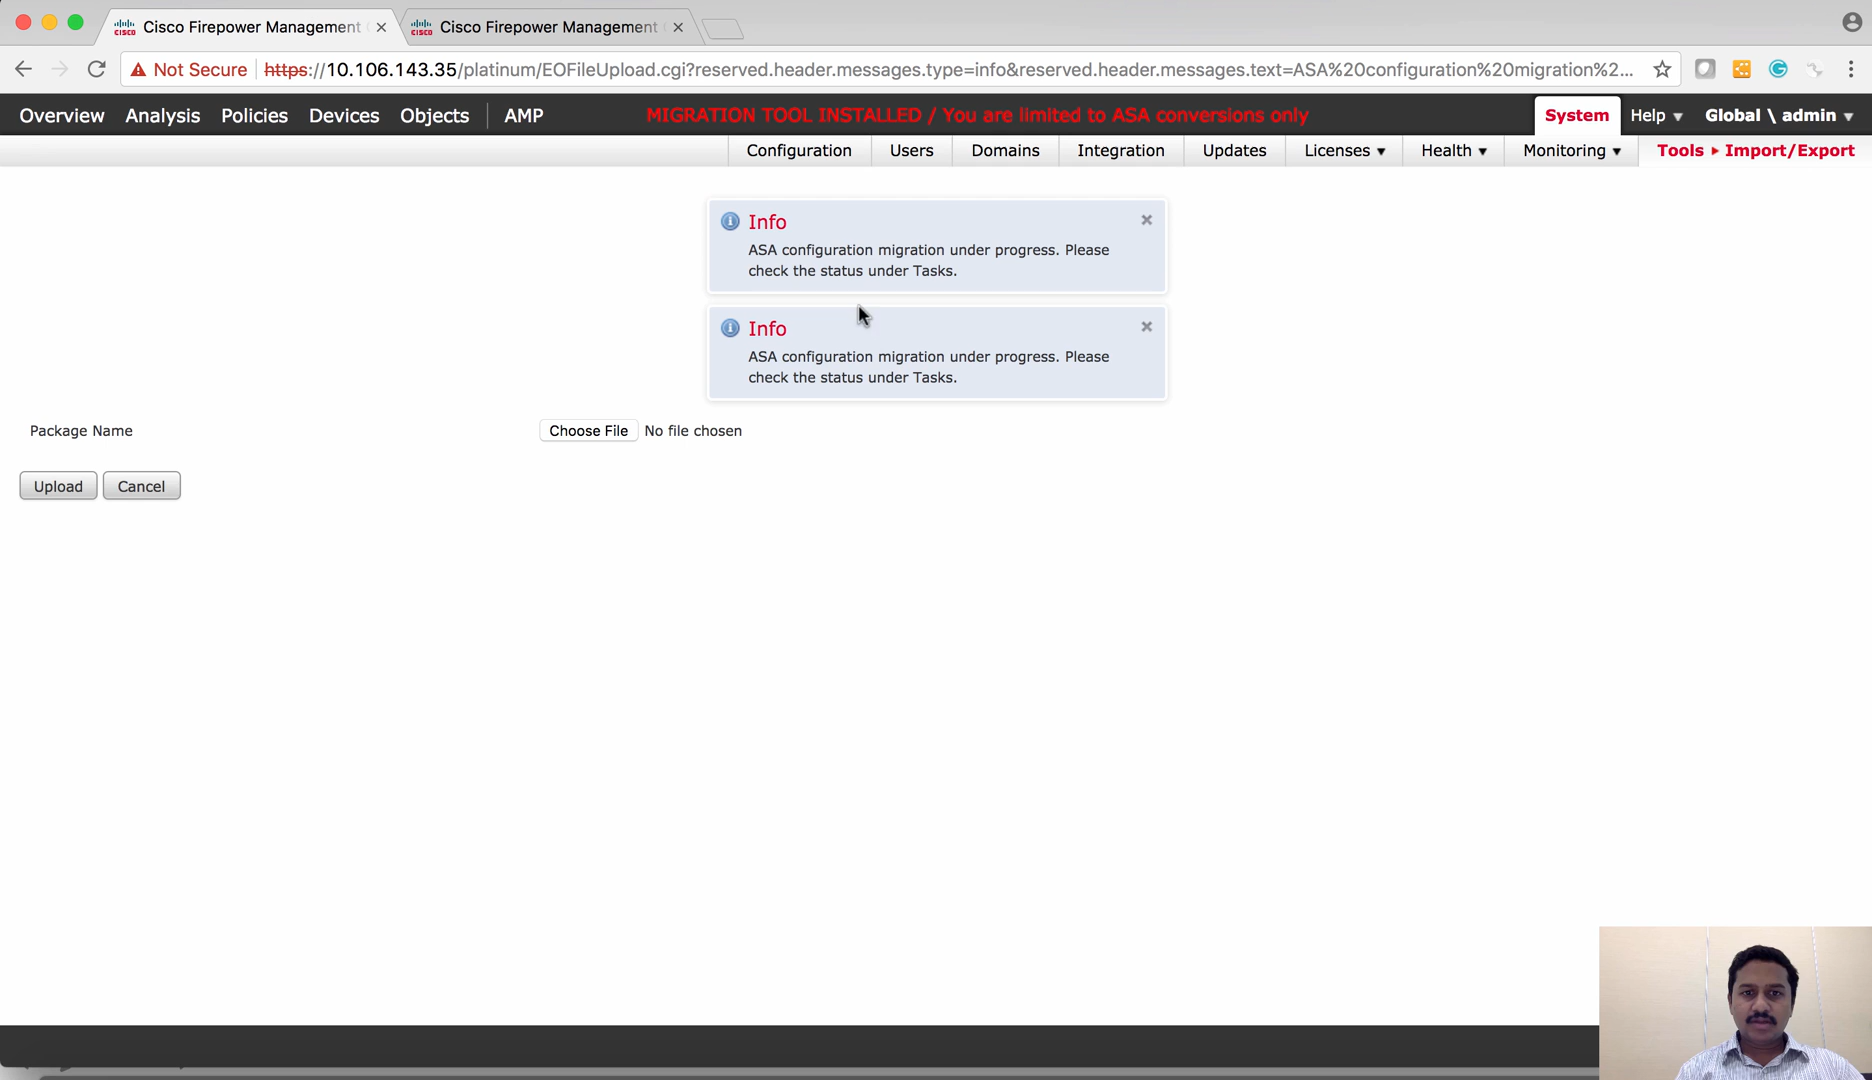 CISCO Cisco Firepower Management
CISCO Cisco Firepower Management
Not Secure https://10.106.143.35/platinum/EOFileUpload.cgi?reserved.header.messages.type=info&reserved.header.messages.text=ASA%20configuration%20migration%2...
Overview Analysis Policies Devices Objects AMP MIGRATION TOOL INSTALLED / You are limited to ASA conversions only System Help Global \ admin
Configuration Users Domains Integration Updates Licenses Health Monitoring Tools ▸ Import/Export
Info
ASA configuration migration under progress. Please
check the status under Tasks.
Info
ASA configuration migration under progress. Please
check the status under Tasks.
Package Name Choose File No file chosen
Upload Cancel